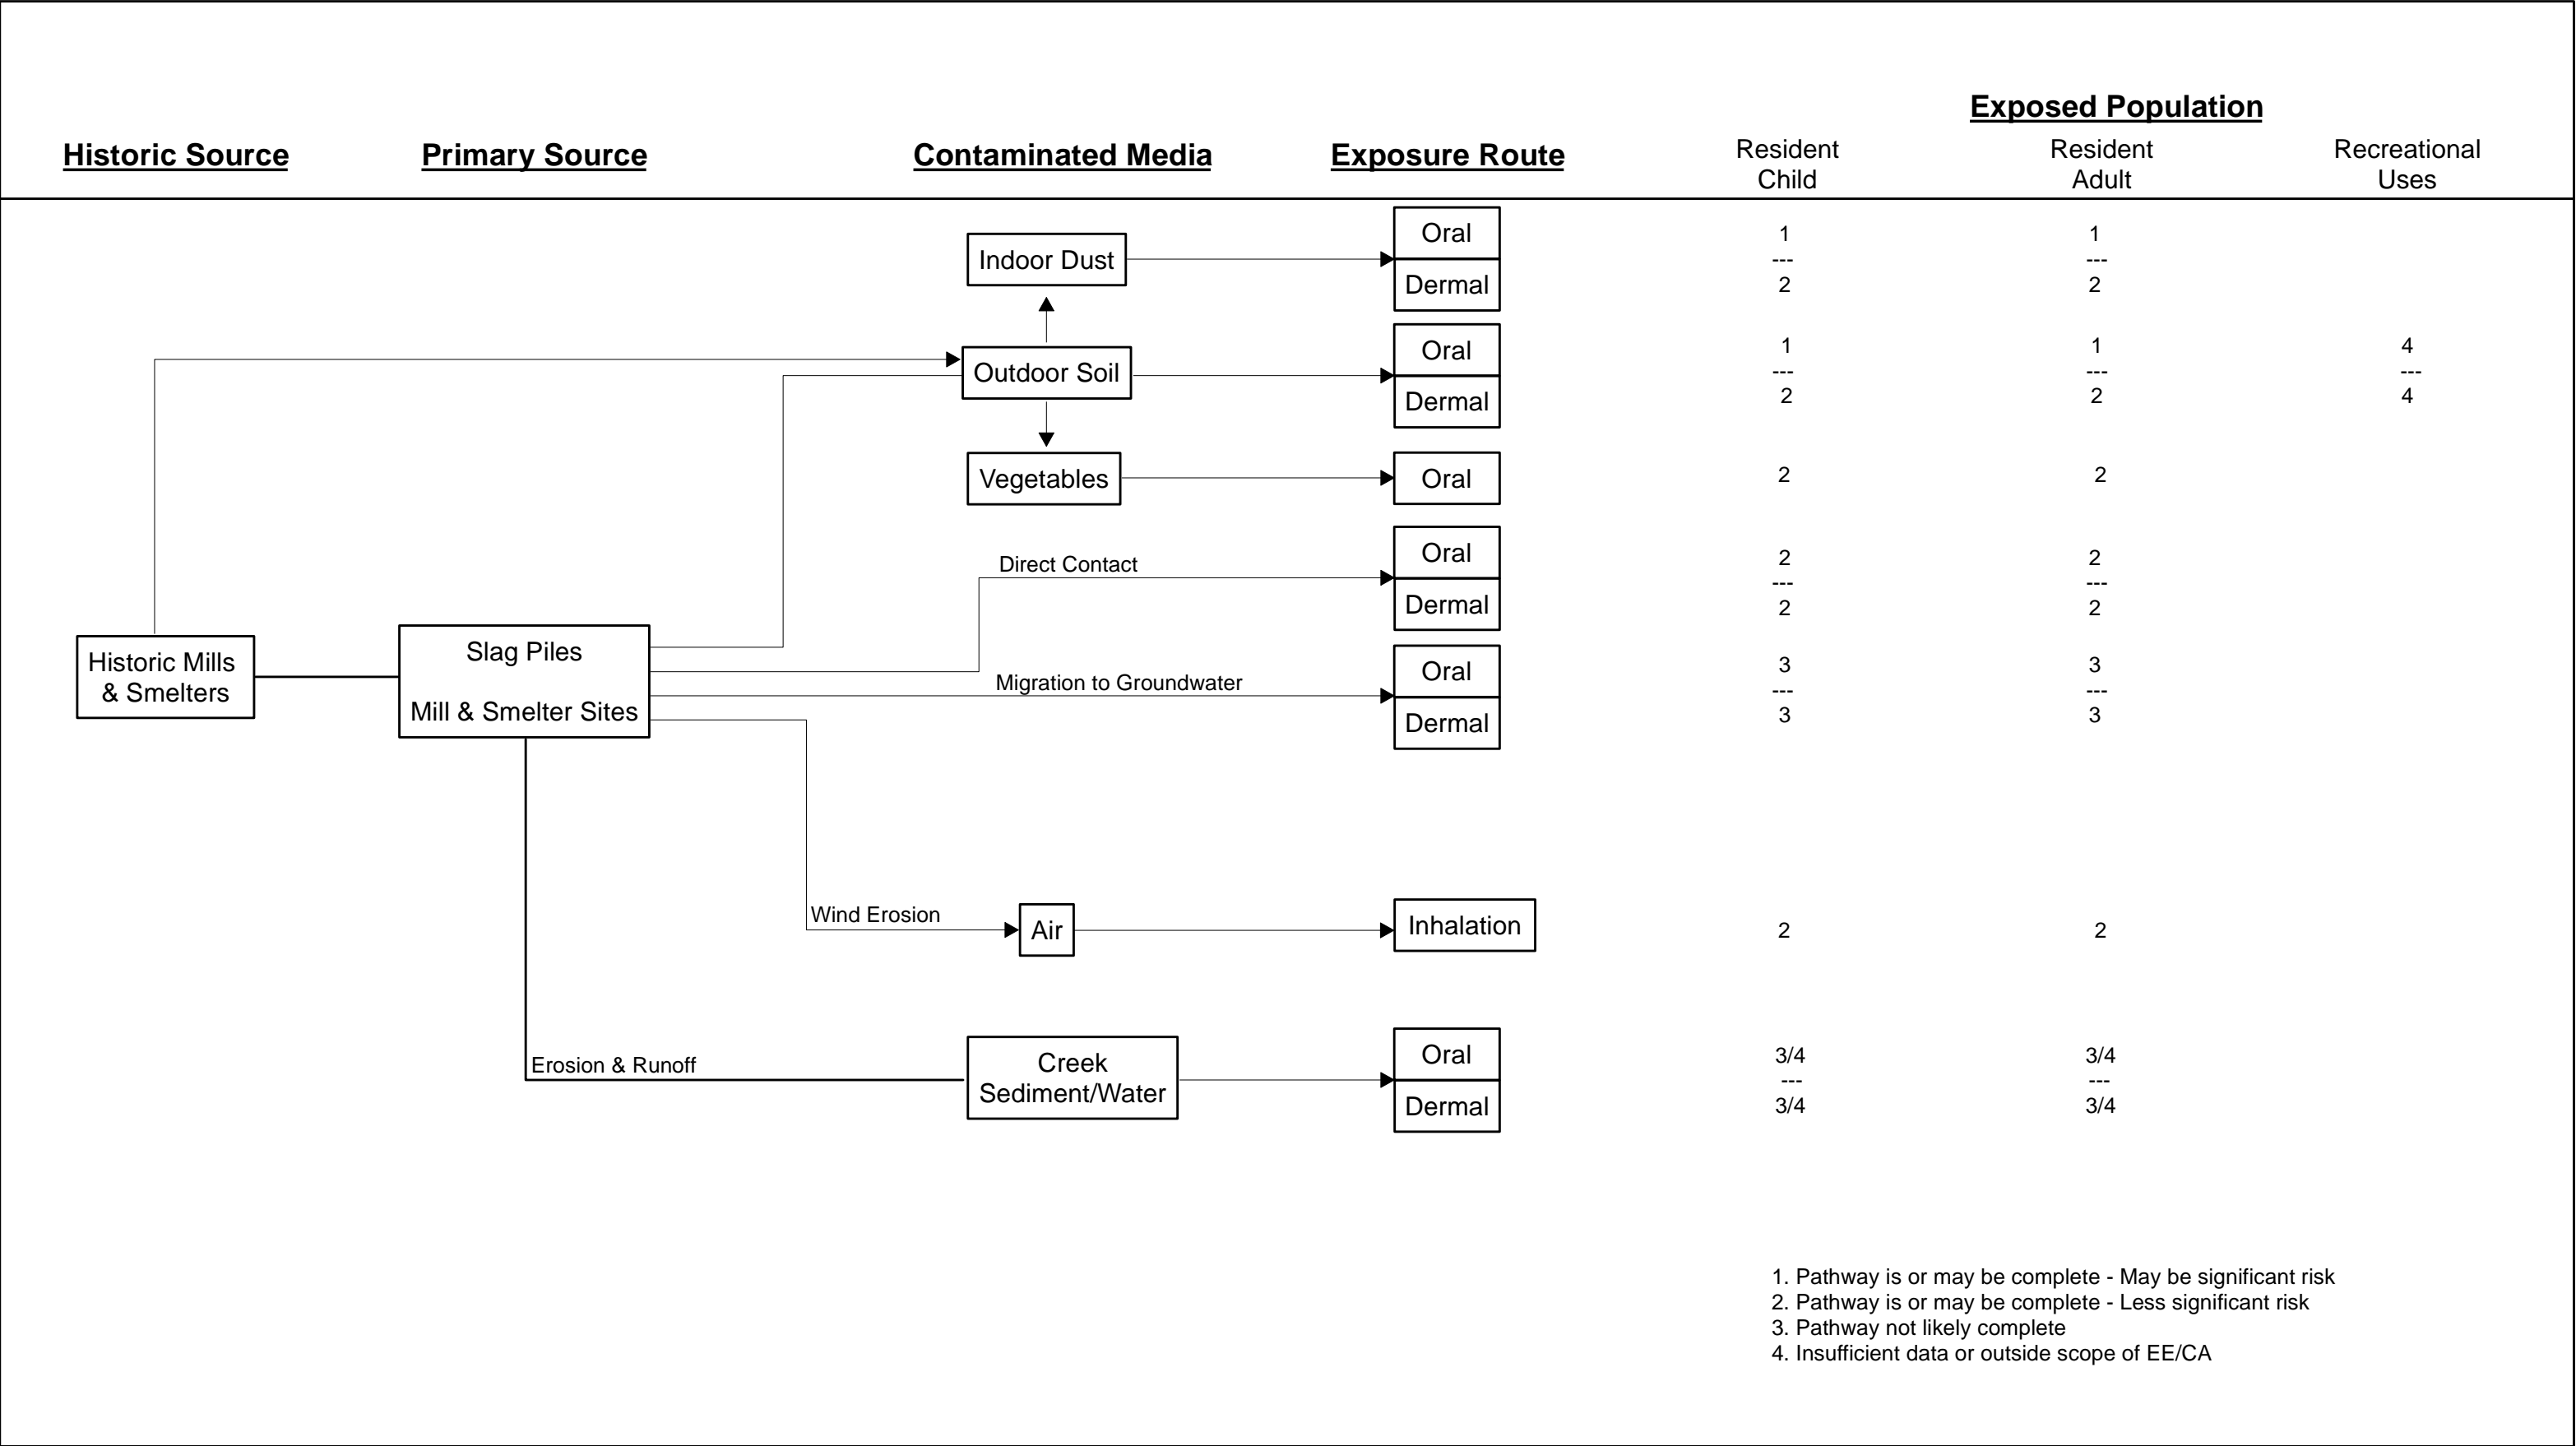 Exposed Population
Historic Source
Primary Source
Contaminated Media
Exposure Route
Resident
Child
Resident
Adult
Recreational
Uses
Indoor Dust
Oral
Dermal
1
---
2
1
---
2
Outdoor Soil
Oral
Dermal
1
---
2
1
---
2
4
---
4
Vegetables
Oral
2
2
Direct Contact
Oral
Dermal
2
---
2
2
---
2
Historic Mills
& Smelters
Slag Piles
Mill & Smelter Sites
Migration to Groundwater
Oral
Dermal
3
---
3
3
---
3
Wind Erosion
Air
Inhalation
2
2
Erosion & Runoff
Creek
Sediment/Water
Oral
Dermal
3/4
---
3/4
3/4
---
3/4
1. Pathway is or may be complete - May be significant risk
2. Pathway is or may be complete - Less significant risk
3. Pathway not likely complete
4. Insufficient data or outside scope of EE/CA